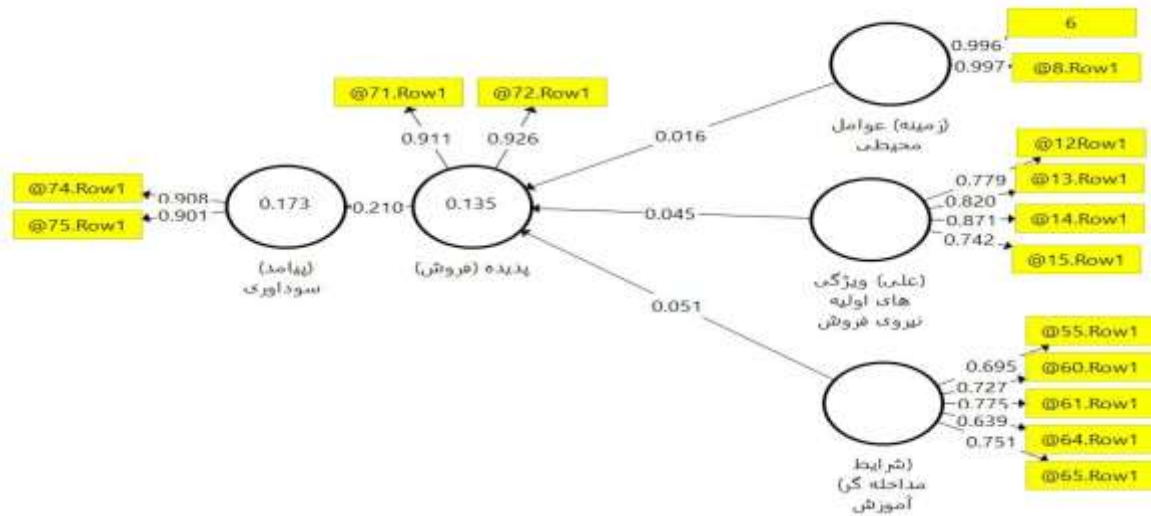 6
0.996
0.997
@8.Row1
(زمینه) عوامل
محیطی
0.016
@71.Row1
@72.Row1
0.911
0.926
@74.Row1
@75.Row1
0.908
0.901
0.173
0.210
0.135
(پیامد)
سوداوری
پدیده (فروش)
0.045
@12Row1
@13.Row1
@14.Row1
@15.Row1
0.779
0.820
0.871
0.742
(علی) ویژگی
های اولیه
نیروی فروش
0.051
@55.Row1
@60.Row1
@61.Row1
@64.Row1
@65.Row1
0.695
0.727
0.775
0.639
0.751
(شرایط
مداخله گر)
آموزش